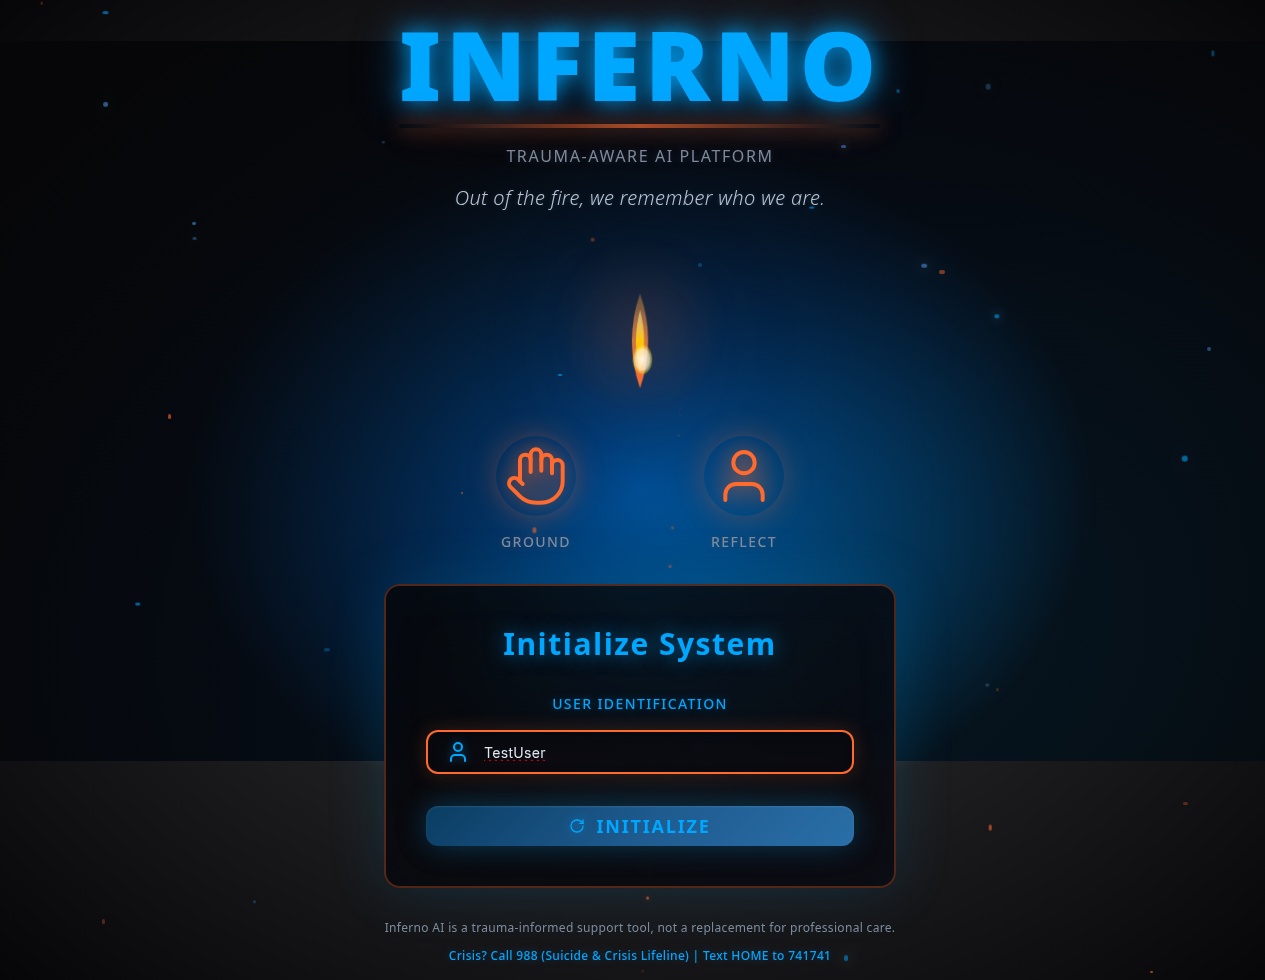 INFERNO
TRAUMA-AWARE AI PLATFORM
Out of the fire, we remember who we are.
GROUND
REFLECT
Initialize System
USER IDENTIFICATION
TestUser
INITIALIZE
Inferno AI is a trauma-informed support tool, not a replacement for professional care.
Crisis? Call 988 (Suicide & Crisis Lifeline) | Text HOME to 741741